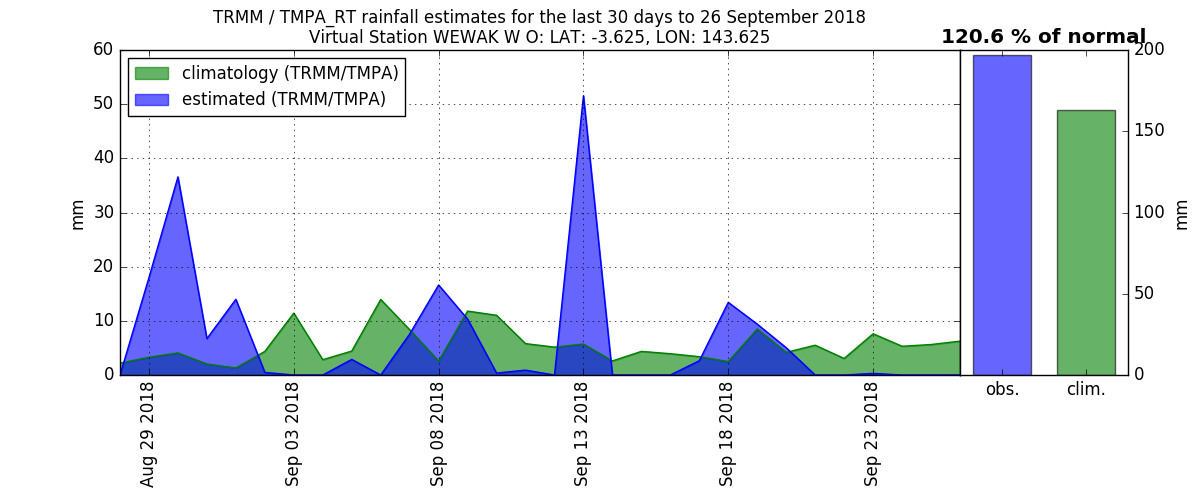 TRMM / TMPA_RT rainfall estimates for the last 30 days to 26 September 2018
Virtual Station WEWAK W O: LAT: -3.625, LON: 143.625
120.6 % of normal
climatology (TRMM/TMPA)
estimated (TRMM/TMPA)
60
50
40
30
20
10
0
mm
Aug 29 2018
Sep 03 2018
Sep 08 2018
Sep 13 2018
Sep 18 2018
Sep 23 2018
200
150
100
50
0
mm
obs.
clim.